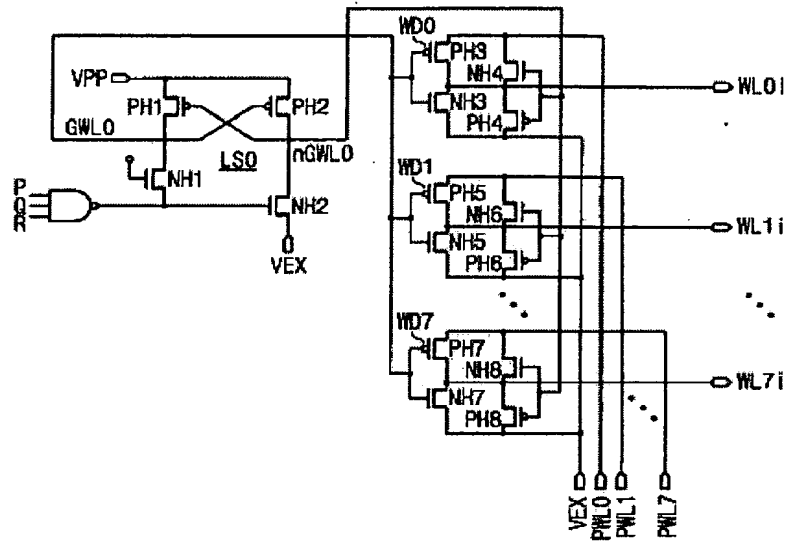 WD0
PH3
VPP
NH4
PH1
PH2
WL0i
NH3
GWL0
PH4
LS0
nGWL0
WD1
NH1
PH5
P
Q
R
NH2
NH6
WL1i
NH5
VEX
PH6
WD7
PH7
NH8
WL7i
NH7
PH8
VEX
PWL0
PWL1
PWL7